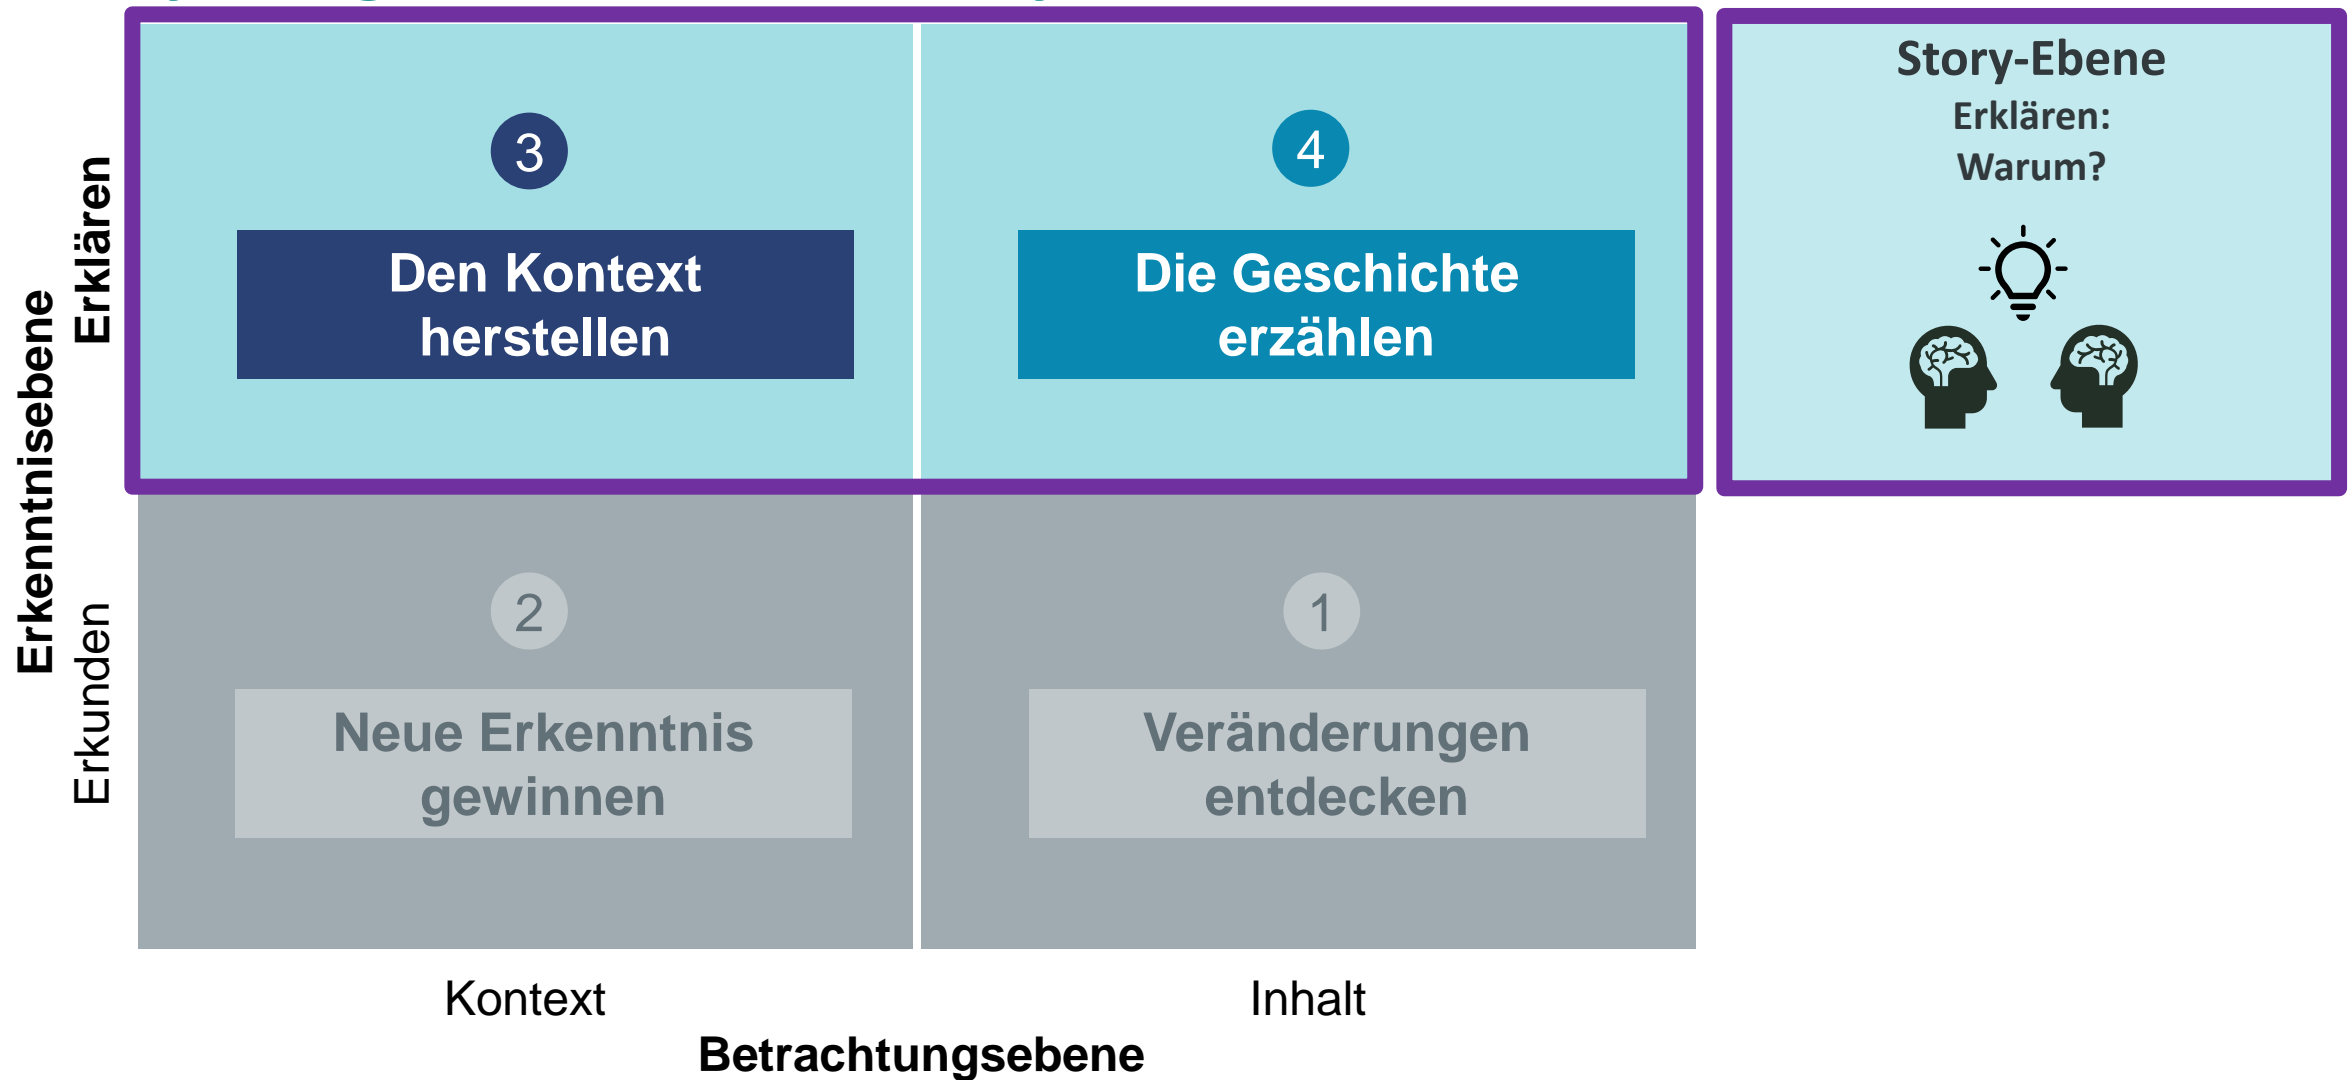 Story-Ebene
Erklären:
Warum?
3
4
Den Kontext
herstellen
Die Geschichte
erzählen
Erkenntnisebene
Erklären
Erkunden
2
1
Neue Erkenntnis
gewinnen
Veränderungen
entdecken
Kontext
Inhalt
Betrachtungsebene